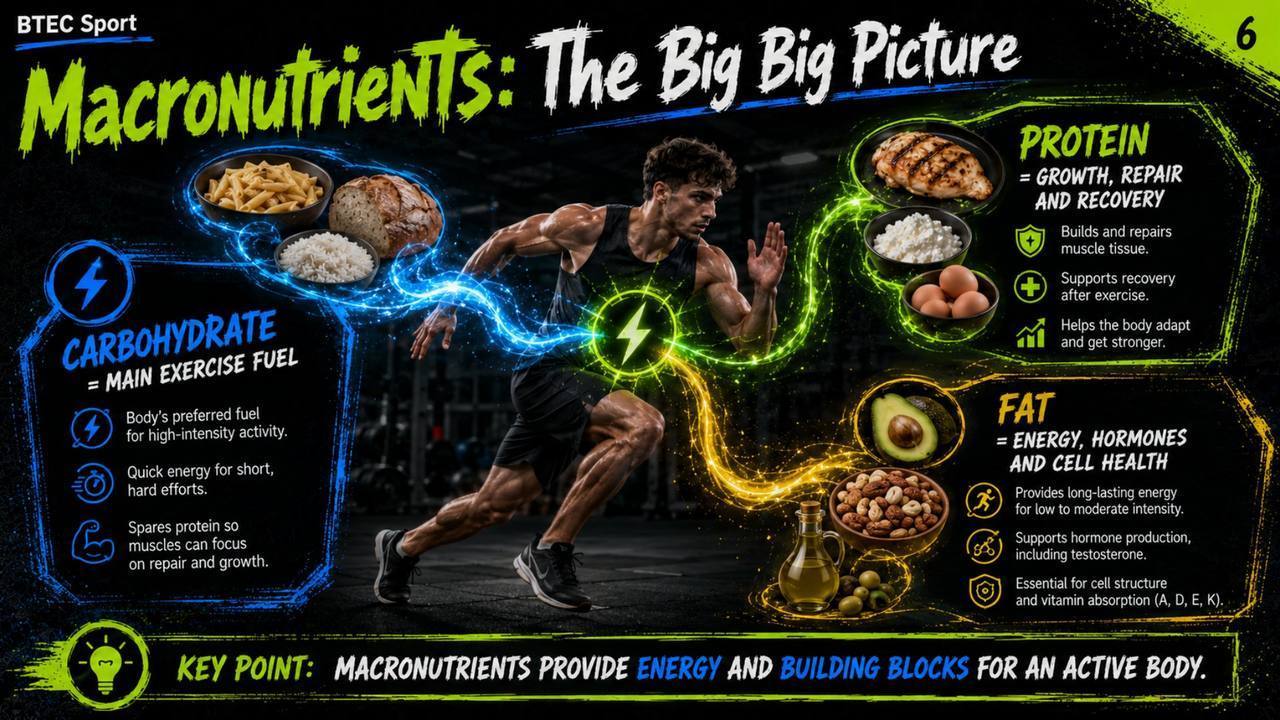 BTEC Sport
6
Macronutrients: The Big Big Picture
CARBOHYDRATE
= MAIN EXERCISE FUEL
Body's preferred fuel
for high-intensity activity.
Quick energy for short,
hard efforts.
Spares protein so
muscles can focus
on repair and growth.
PROTEIN
= GROWTH, REPAIR
AND RECOVERY
Builds and repairs
muscle tissue.
Supports recovery
after exercise.
Helps the body adapt
and get stronger.
FAT
= ENERGY, HORMONES
AND CELL HEALTH
Provides long-lasting energy
for low to moderate intensity.
Supports hormone production,
including testosterone.
Essential for cell structure
and vitamin absorption (A, D, E, K).
KEY POINT: MACRONUTRIENTS PROVIDE ENERGY AND BUILDING BLOCKS FOR AN ACTIVE BODY.